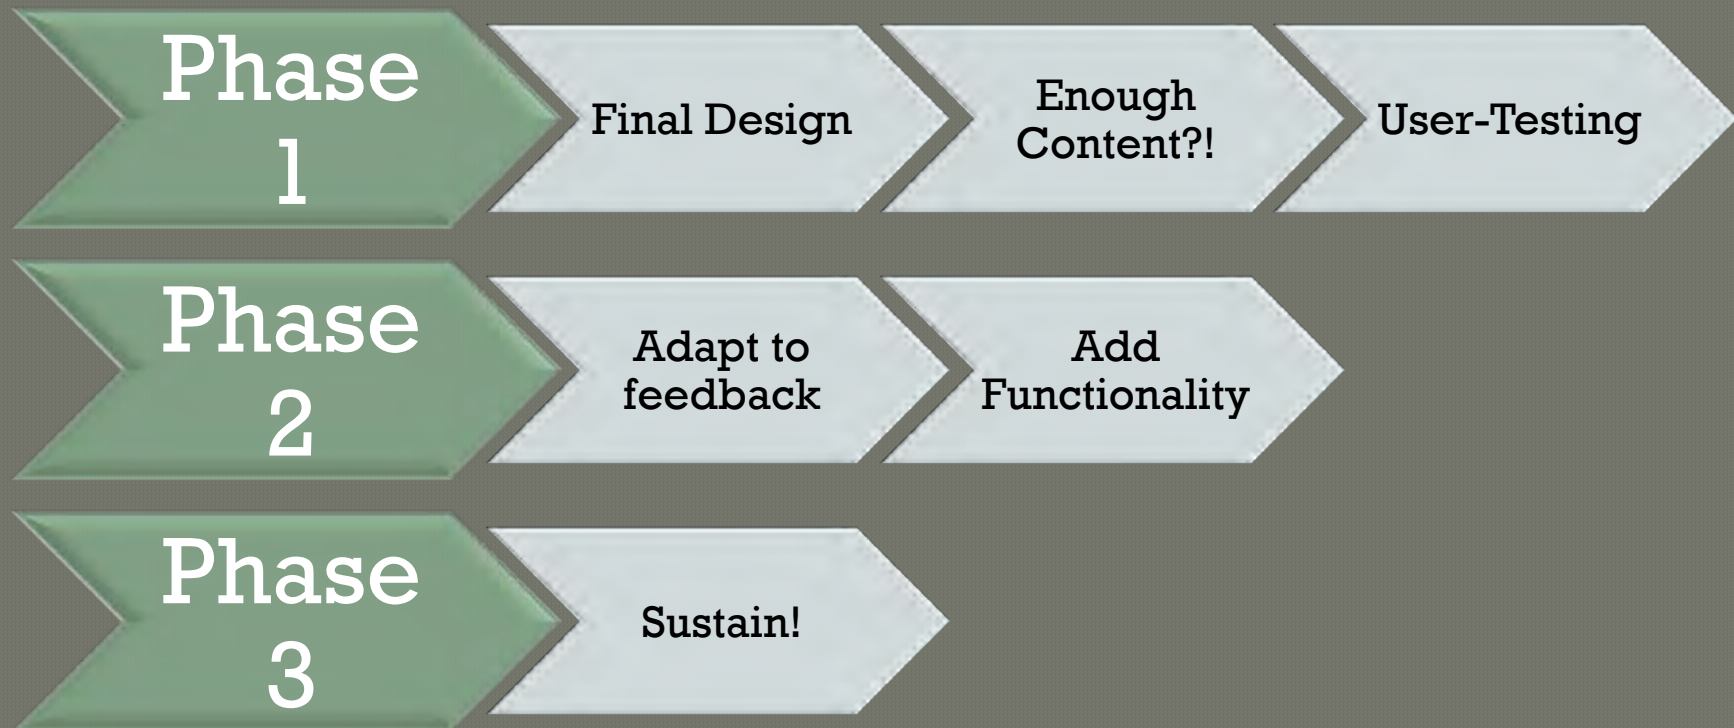 Phase
1
Final Design
Enough
Content?!
User-Testing
Phase
2
Adapt to
feedback
Add
Functionality
Phase
3
Sustain!